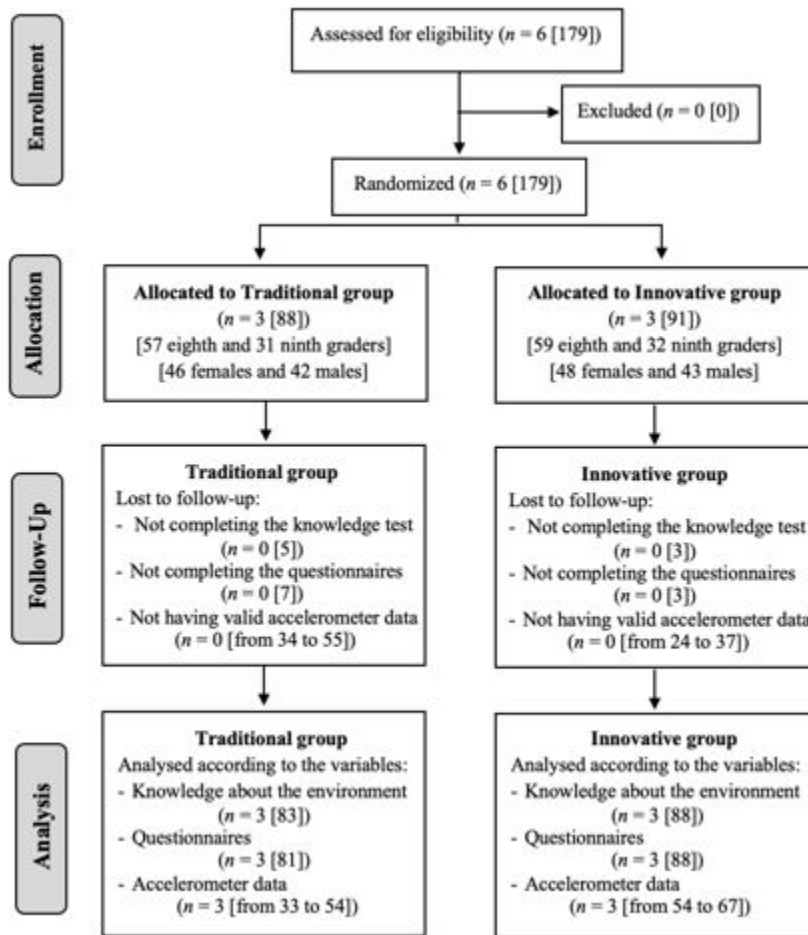 Enrollment
Assessed for eligibility (n = 6 [179])
Excluded (n = 0 [0])
Randomized (n = 6 [179])
Allocation
Allocated to Traditional group
(n = 3 [88])
[57 eighth and 31 ninth graders]
[46 females and 42 males]
Allocated to Innovative group
(n = 3 [91])
[59 eighth and 32 ninth graders]
[48 females and 43 males]
Follow-Up
Traditional group
Lost to follow-up:
- Not completing the knowledge test
(n = 0 [5])
- Not completing the questionnaires
(n = 0 [7])
- Not having valid accelerometer data
(n = 0 [from 34 to 55])
Innovative group
Lost to follow-up:
- Not completing the knowledge test
(n = 0 [3])
- Not completing the questionnaires
(n = 0 [3])
- Not having valid accelerometer data
(n = 0 [from 24 to 37])
Analysis
Traditional group
Analysed according to the variables:
- Knowledge about the environment
(n = 3 [83])
- Questionnaires
(n = 3 [81])
- Accelerometer data
(n = 3 [from 33 to 54])
Innovative group
Analysed according to the variables:
- Knowledge about the environment
(n = 3 [88])
- Questionnaires
(n = 3 [88])
- Accelerometer data
(n = 3 [from 54 to 67])